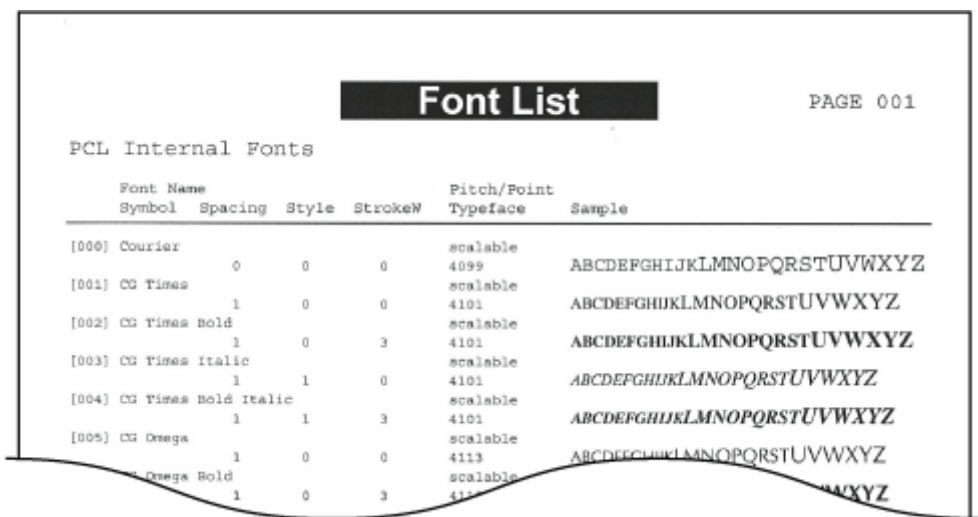 Font List
PAGE 001
PCL Internal Fonts
Font Name Pitch/Point
Symbol Spacing Style StrokeW Typeface Sample
[000] Courier scalable
0 0 0 4099 ABCDEFGHIJKLMNOPQRSTUVWXYZ
[001] CG Times scalable
1 0 0 4101 ABCDEFGHIJKLMNOPQRSTUVWXYZ
[002] CG Times Bold scalable
1 0 3 4101 ABCDEFGHIJKLMNOPQRSTUVWXYZ
[003] CG Times Italic scalable
1 1 0 4101 ABCDEFGHIJKLMNOPQRSTUVWXYZ
[004] CG Times Bold Italic scalable
1 1 3 4101 ABCDEFGHIJKLMNOPQRSTUVWXYZ
[005] CG Omega scalable
1 0 0 4113 ABCDEFGHIJKLMNOPQRSTUVWXYZ
Omega Bold scalable
1 0 3